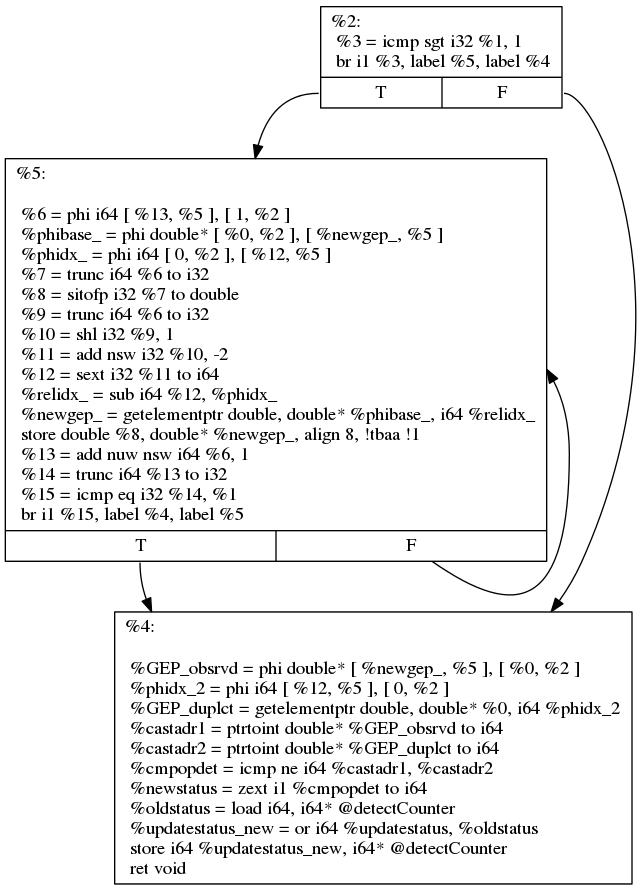 %2:
%3 = icmp sgt i32 %1, 1
br i1 %3, label %5, label %4
T F
%5:
%6 = phi i64 [ %13, %5 ], [ 1, %2 ]
%phibase_ = phi double* [ %0, %2 ], [ %newgep_, %5 ]
%phidx_ = phi i64 [ 0, %2 ], [ %12, %5 ]
%7 = trunc i64 %6 to i32
%8 = sitofp i32 %7 to double
%9 = trunc i64 %6 to i32
%10 = shl i32 %9, 1
%11 = add nsw i32 %10, -2
%12 = sext i32 %11 to i64
%relidx_ = sub i64 %12, %phidx_
%newgep_ = getelementptr double, double* %phibase_, i64 %relidx_
store double %8, double* %newgep_, align 8, !tbaa !1
%13 = add nuw nsw i64 %6, 1
%14 = trunc i64 %13 to i32
%15 = icmp eq i32 %14, %1
br i1 %15, label %4, label %5
T F
%4:
%GEP_obsrvd = phi double* [ %newgep_, %5 ], [ %0, %2 ]
%phidx_2 = phi i64 [ %12, %5 ], [ 0, %2 ]
%GEP_duplct = getelementptr double, double* %0, i64 %phidx_2
%castadr1 = ptrtoint double* %GEP_obsrvd to i64
%castadr2 = ptrtoint double* %GEP_duplct to i64
%cmpopdet = icmp ne i64 %castadr1, %castadr2
%newstatus = zext i1 %cmpopdet to i64
%oldstatus = load i64, i64* @detectCounter
%updatestatus_new = or i64 %updatestatus, %oldstatus
store i64 %updatestatus_new, i64* @detectCounter
ret void